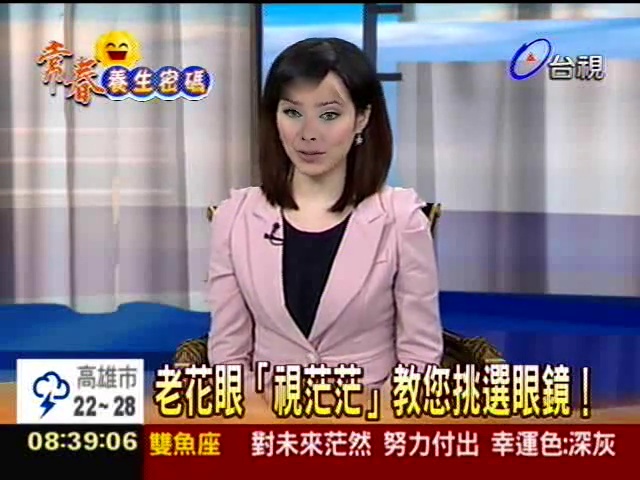 常春
養生密碼
台視
高雄市
22~28
老花眼「視茫茫」教您挑選眼鏡!
08:39:06
雙魚座 對未來茫然 努力付出 幸運色:深灰